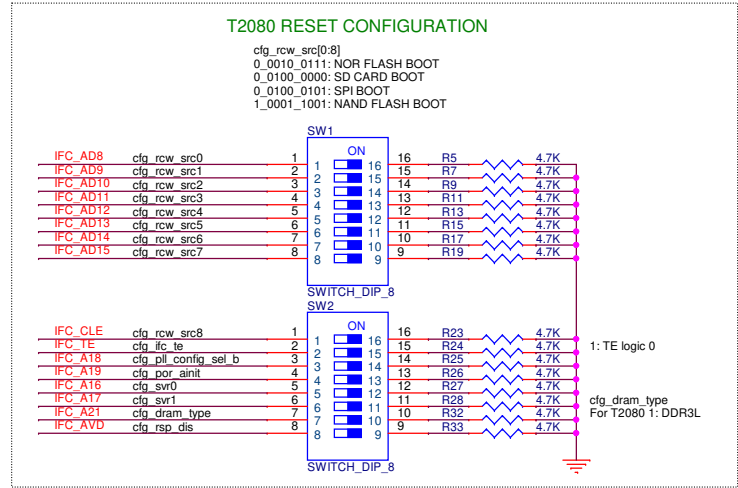 T2080 RESET CONFIGURATION
cfg_rcw_src[0:8]
0_0010_0111: NOR FLASH BOOT
0_0100_0000: SD CARD BOOT
0_0100_0101: SPI BOOT
1_0001_1001: NAND FLASH BOOT
SW1
ON
IFC_AD8 cfg_rcw_src0 1 1 16 16 R5 4.7K
IFC_AD9 cfg_rcw_src1 2 2 15 15 R7 4.7K
IFC_AD10 cfg_rcw_src2 3 3 14 14 R9 4.7K
IFC_AD11 cfg_rcw_src3 4 4 13 13 R11 4.7K
IFC_AD12 cfg_rcw_src4 5 5 12 12 R13 4.7K
IFC_AD13 cfg_rcw_src5 6 6 11 11 R15 4.7K
IFC_AD14 cfg_rcw_src6 7 7 10 10 R17 4.7K
IFC_AD15 cfg_rcw_src7 8 8 9 9 R19 4.7K
SWITCH_DIP_8
SW2
ON
IFC_CLE cfg_rcw_src8 1 1 16 16 R23 4.7K
IFC_TE cfg_ifc_te 2 2 15 15 R24 4.7K 1: TE logic 0
IFC_A18 cfg_pll_config_sel_b 3 3 14 14 R25 4.7K
IFC_A19 cfg_por_ainit 4 4 13 13 R26 4.7K
IFC_A16 cfg_svr0 5 5 12 12 R27 4.7K
IFC_A17 cfg_svr1 6 6 11 11 R28 4.7K cfg_dram_type
IFC_A21 cfg_dram_type 7 7 10 10 R32 4.7K For T2080 1: DDR3L
IFC_AVD cfg_rsp_dis 8 8 9 9 R33 4.7K
SWITCH_DIP_8